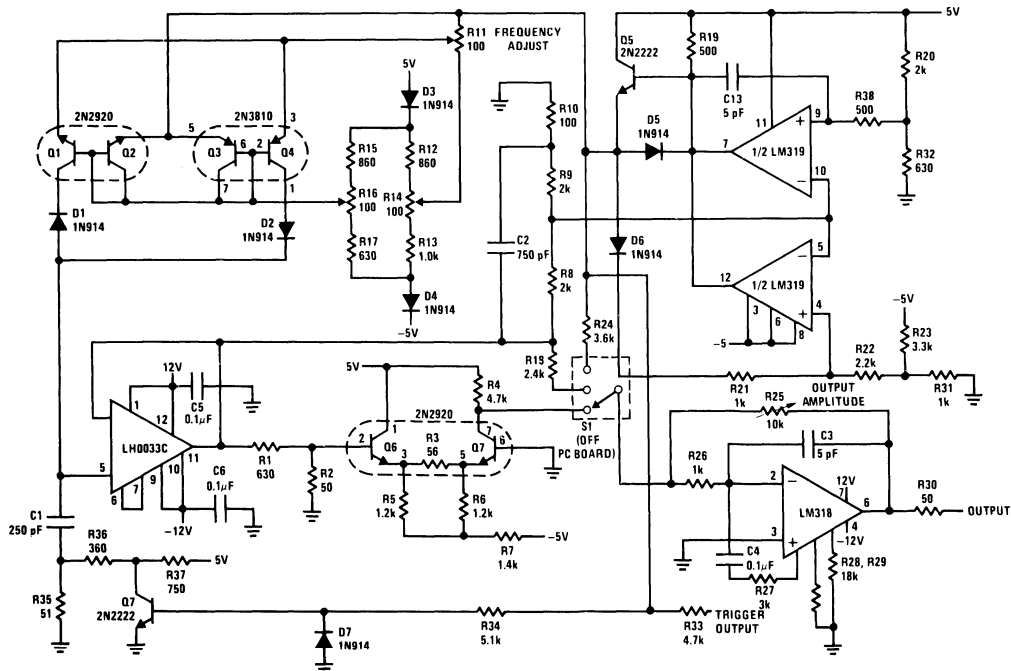 5V
R11
100
FREQUENCY
ADJUST
Q5
2N2222
R19
500
R20
2k
5V
D3
1N914
C13
5 pF
9
R38
500
11
2N2920
2N3810
3
R10
100
D5
1N914
7
+
1/2 LM319
−
10
R32
630
Q1
Q2
5
Q3
6
2
Q4
7
1
R15
860
R12
860
R9
2k
R16
100
R14
100
D1
1N914
D2
1N914
R17
630
R13
1.0k
C2
750 pF
D6
1N914
5
−
12
1/2 LM319
4
+
3
6
8
−5
R8
2k
D4
1N914
−5V
−5V
R24
3.6k
R23
3.3k
R22
2.2k
R19
2.4k
R21
1k
OUTPUT
AMPLITUDE
R31
1k
12V
5V
R4
4.7k
R25
10k
1
12
C5
0.1µF
2N2920
S1
(OFF
PC BOARD)
C3
5 pF
LH0033C
11
5
10
9
7
6
−12V
C6
0.1µF
R1
630
R2
50
2
1
Q6
3
R3
56
5
7
Q7
6
R26
1k
2
−
12V
7
6
LM318
4
−12V
3
+
R30
50
OUTPUT
R5
1.2k
R6
1.2k
−5V
R7
1.4k
C4
0.1µF
R27
3k
R28, R29
18k
C1
250 pF
R36
360
R37
750
5V
R35
51
Q7
2N2222
D7
1N914
R34
5.1k
R33
4.7k
TRIGGER
OUTPUT